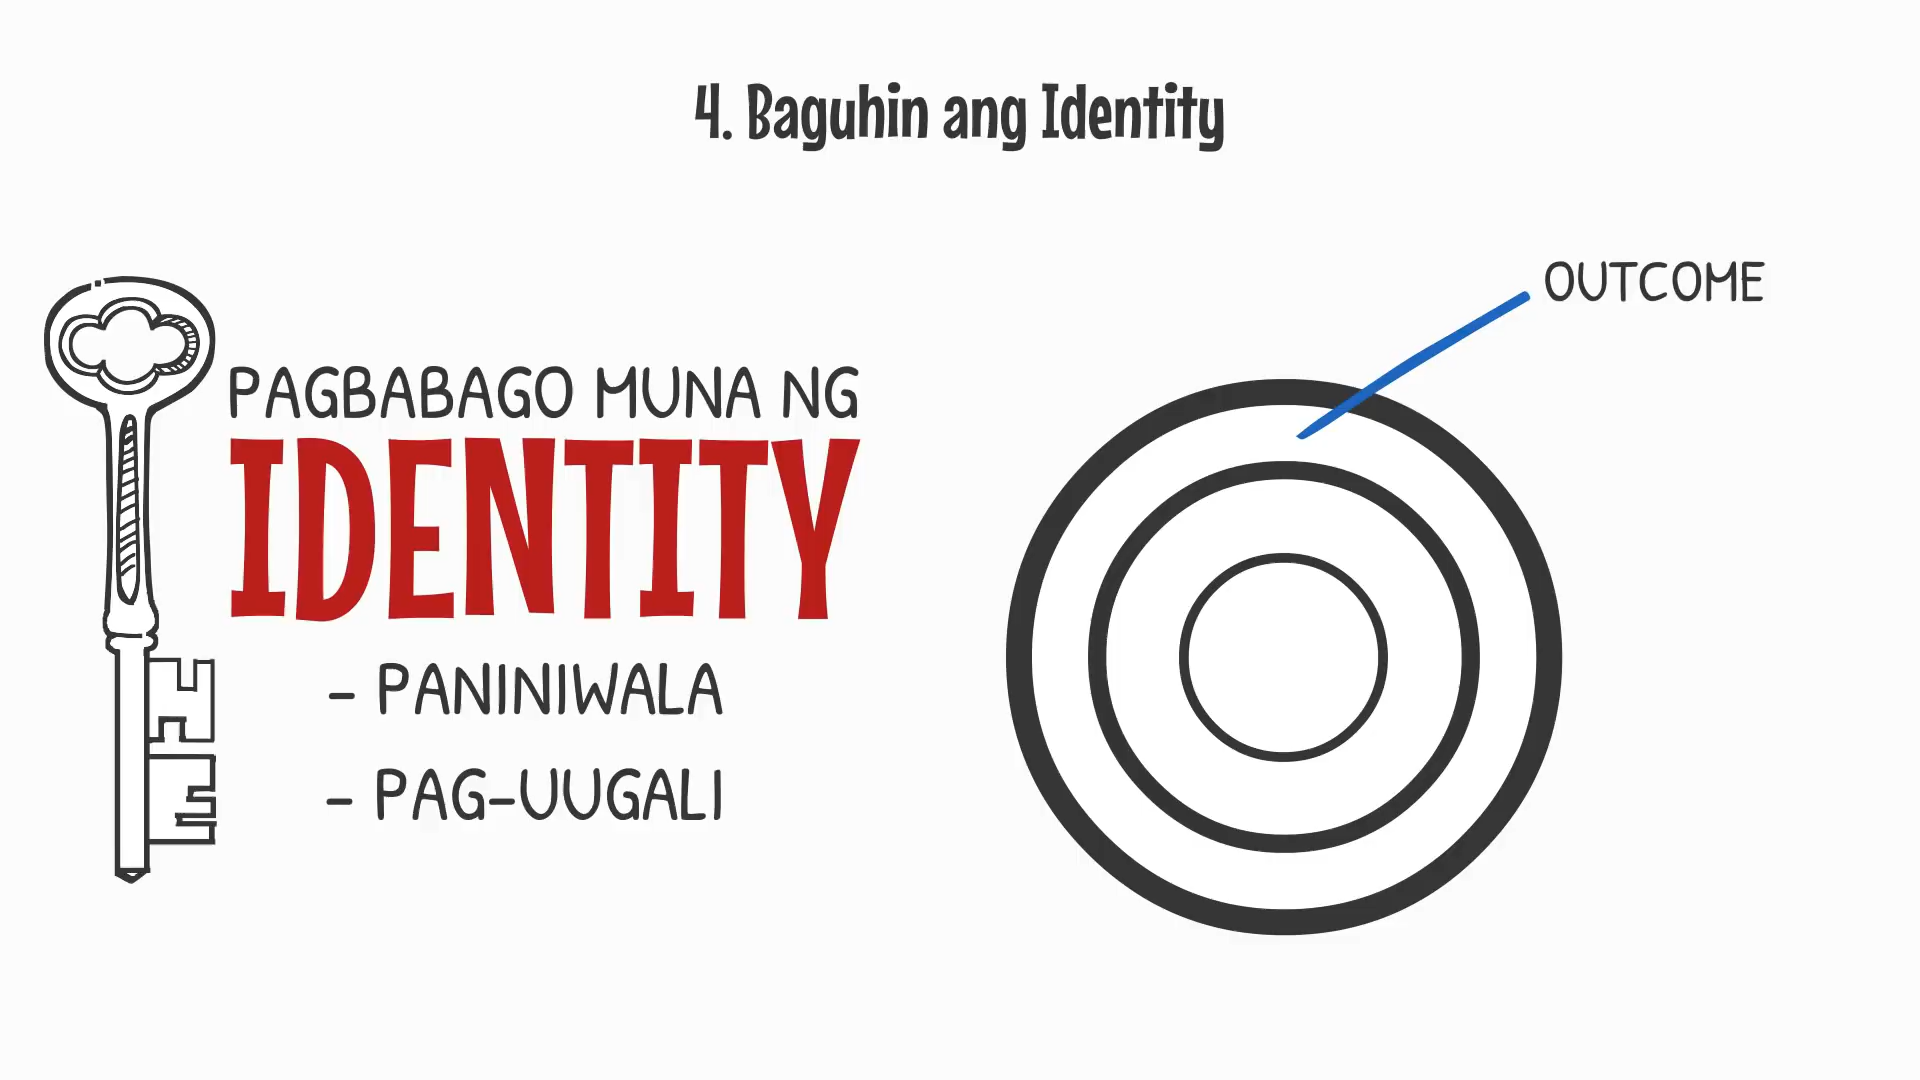 4. Baguhin ang Identity
OUTCOME
PAGBABAGO MUNA NG
IDENTITY
- PANINIWALA
- PAG-UUGALI